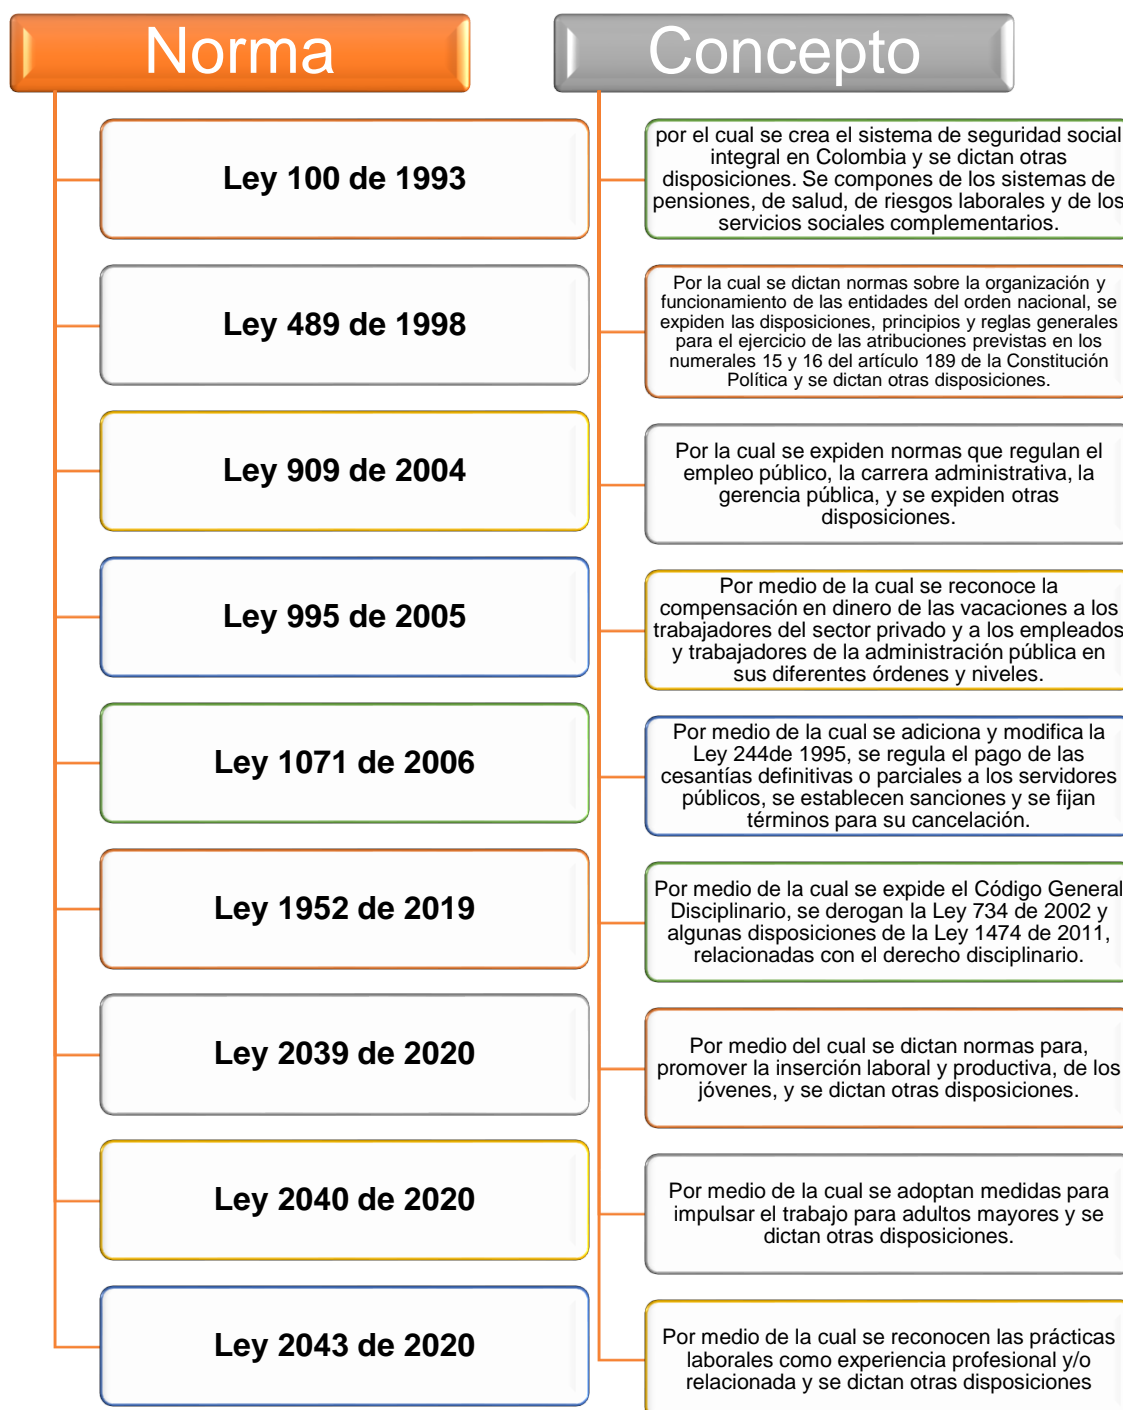 Norma
Concepto
Ley 100 de 1993
por el cual se crea el sistema de seguridad social
integral en Colombia y se dictan otras
disposiciones. Se compones de los sistemas de
pensiones, de salud, de riesgos laborales y de los
servicios sociales complementarios.
Ley 489 de 1998
Por la cual se dictan normas sobre la organización y
funcionamiento de las entidades del orden nacional, se
expiden las disposiciones, principios y reglas generales
para el ejercicio de las atribuciones previstas en los
numerales 15 y 16 del artículo 189 de la Constitución
Política y se dictan otras disposiciones.
Ley 909 de 2004
Por la cual se expiden normas que regulan el
empleo público, la carrera administrativa, la
gerencia pública, y se expiden otras
disposiciones.
Ley 995 de 2005
Por medio de la cual se reconoce la
compensación en dinero de las vacaciones a los
trabajadores del sector privado y a los empleados
y trabajadores de la administración pública en
sus diferentes órdenes y niveles.
Ley 1071 de 2006
Por medio de la cual se adiciona y modifica la
Ley 244de 1995, se regula el pago de las
cesantías definitivas o parciales a los servidores
públicos, se establecen sanciones y se fijan
términos para su cancelación.
Ley 1952 de 2019
Por medio de la cual se expide el Código General
Disciplinario, se derogan la Ley 734 de 2002 y
algunas disposiciones de la Ley 1474 de 2011,
relacionadas con el derecho disciplinario.
Ley 2039 de 2020
Por medio del cual se dictan normas para,
promover la inserción laboral y productiva, de los
jóvenes, y se dictan otras disposiciones.
Ley 2040 de 2020
Por medio de la cual se adoptan medidas para
impulsar el trabajo para adultos mayores y se
dictan otras disposiciones.
Ley 2043 de 2020
Por medio de la cual se reconocen las prácticas
laborales como experiencia profesional y/o
relacionada y se dictan otras disposiciones